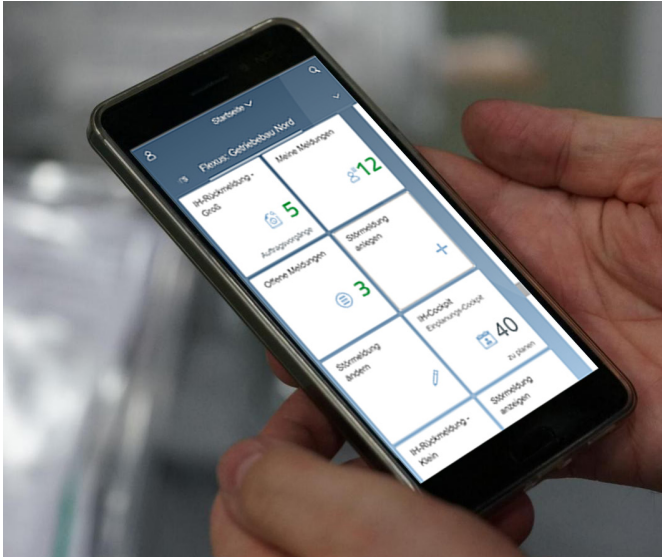 Startseite
Flexus: Getriebebau Nord
IH-Rückmeldung -
Groß
5
Auftragsvorgänge
Meine Meldungen
12
Offene Meldungen
3
Störmeldung
anlegen
Störmeldung
ändern
IH-Cockpit
Einplanungs-Cockpit
40
zu planen
IH-Rückmeldung -
Klein
Störmeldung
anzeigen